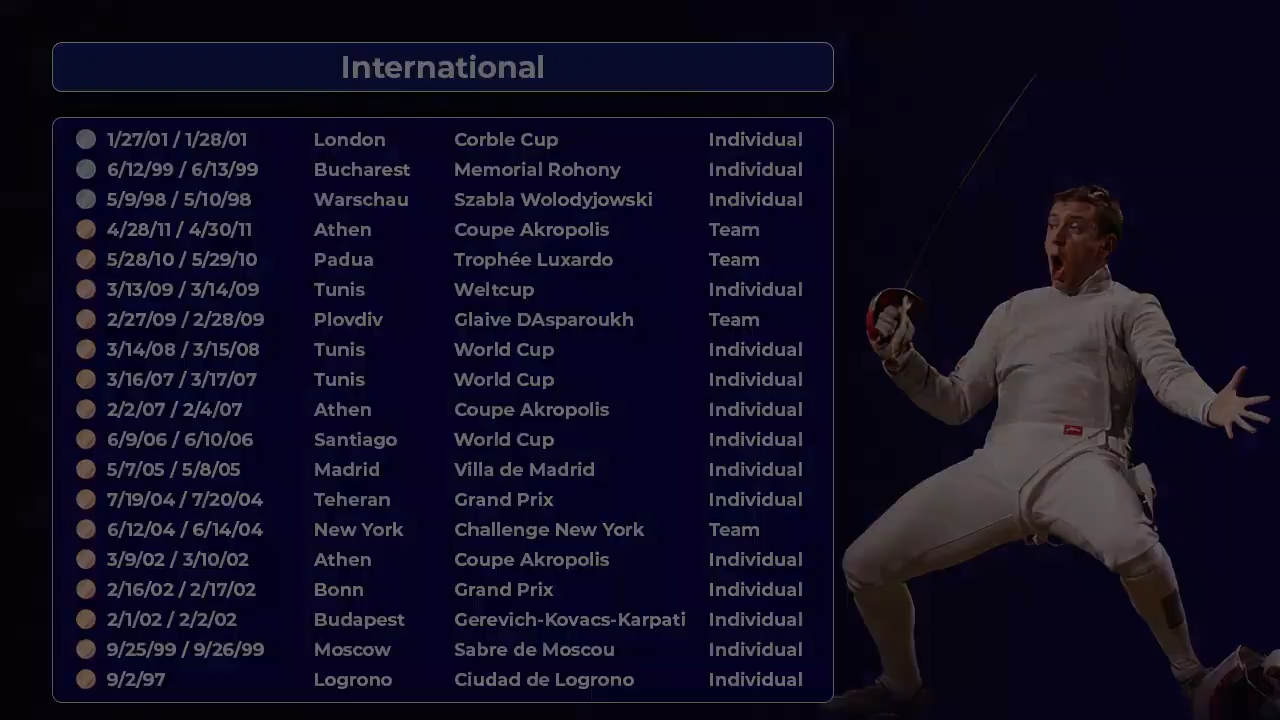 International
1/27/01 / 1/28/01 London Corble Cup Individual
6/12/99 / 6/13/99 Bucharest Memorial Rohony Individual
5/9/98 / 5/10/98 Warschau Szabla Wolodyjowski Individual
4/28/11 / 4/30/11 Athen Coupe Akropolis Team
5/28/10 / 5/29/10 Padua Trophée Luxardo Team
3/13/09 / 3/14/09 Tunis Weltcup Individual
2/27/09 / 2/28/09 Plovdiv Glaive DAsparoukh Team
3/14/08 / 3/15/08 Tunis World Cup Individual
3/16/07 / 3/17/07 Tunis World Cup Individual
2/2/07 / 2/4/07 Athen Coupe Akropolis Individual
6/9/06 / 6/10/06 Santiago World Cup Individual
5/7/05 / 5/8/05 Madrid Villa de Madrid Individual
7/19/04 / 7/20/04 Teheran Grand Prix Individual
6/12/04 / 6/14/04 New York Challenge New York Team
3/9/02 / 3/10/02 Athen Coupe Akropolis Individual
2/16/02 / 2/17/02 Bonn Grand Prix Individual
2/1/02 / 2/2/02 Budapest Gerevich-Kovacs-Karpati Individual
9/25/99 / 9/26/99 Moscow Sabre de Moscou Individual
9/2/97 Logrono Ciudad de Logrono Individual